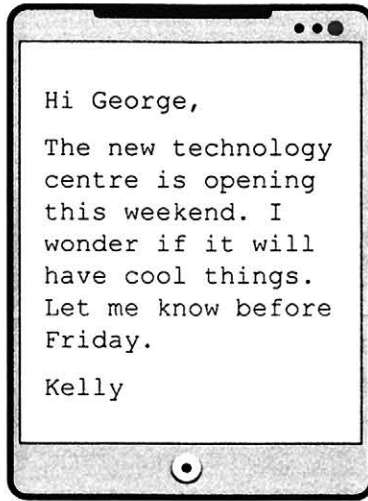 Hi George,
The new technology
centre is opening
this weekend. I
wonder if it will
have cool things.
Let me know before
Friday.
Kelly